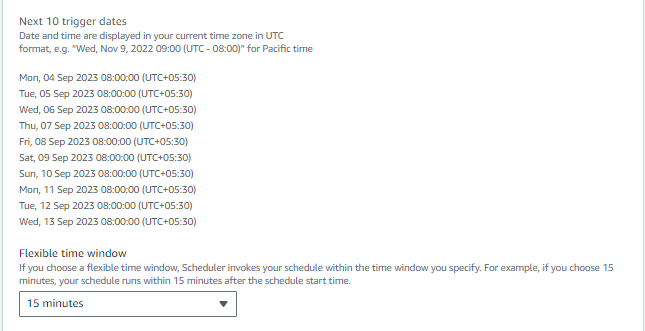 Next 10 trigger dates
Date and time are displayed in your current time zone in UTC
format, e.g. "Wed, Nov 9, 2022 09:00 (UTC - 08:00)" for Pacific time
Mon, 04 Sep 2023 08:00:00 (UTC+05:30)
Tue, 05 Sep 2023 08:00:00 (UTC+05:30)
Wed, 06 Sep 2023 08:00:00 (UTC+05:30)
Thu, 07 Sep 2023 08:00:00 (UTC+05:30)
Fri, 08 Sep 2023 08:00:00 (UTC+05:30)
Sat, 09 Sep 2023 08:00:00 (UTC+05:30)
Sun, 10 Sep 2023 08:00:00 (UTC+05:30)
Mon, 11 Sep 2023 08:00:00 (UTC+05:30)
Tue, 12 Sep 2023 08:00:00 (UTC+05:30)
Wed, 13 Sep 2023 08:00:00 (UTC+05:30)
Flexible time window
If you choose a flexible time window, Scheduler invokes your schedule within the time window you specify. For example, if you choose 15
minutes, your schedule runs within 15 minutes after the schedule start time.
15 minutes